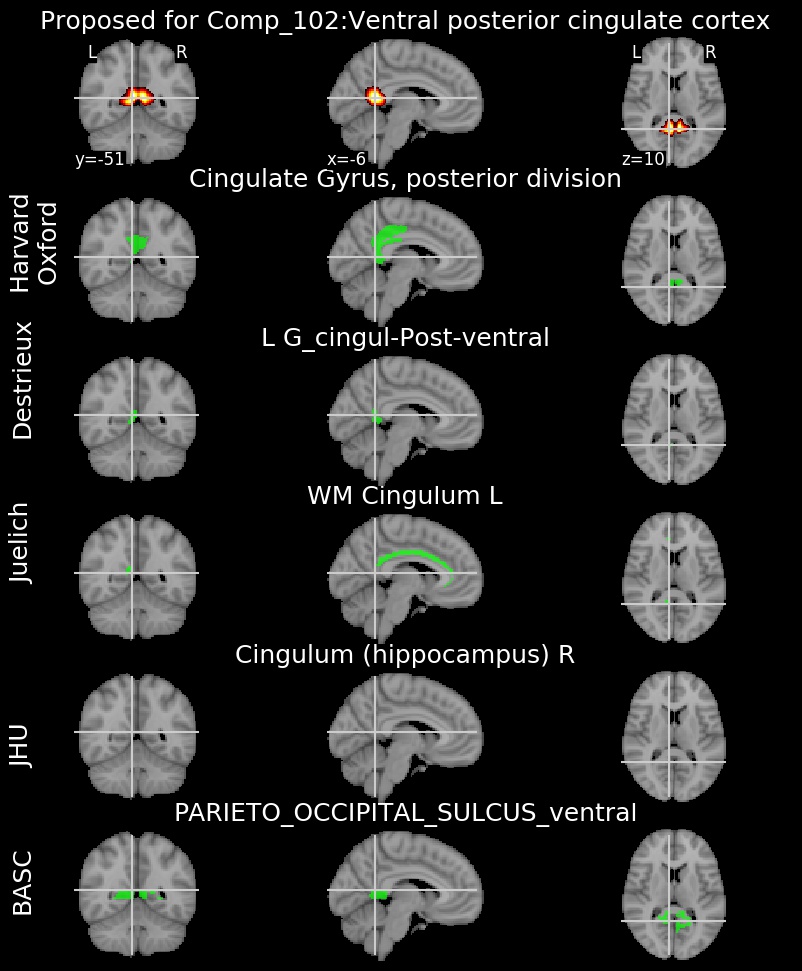 Proposed for Comp_102:Ventral posterior cingulate cortex
L R L R
y=-51 x=-6 z=10
Cingulate Gyrus, posterior division
Harvard
Oxford
L G_cingul-Post-ventral
Destrieux
WM Cingulum L
Juelich
Cingulum (hippocampus) R
JHU
PARIETO_OCCIPITAL_SULCUS_ventral
BASC